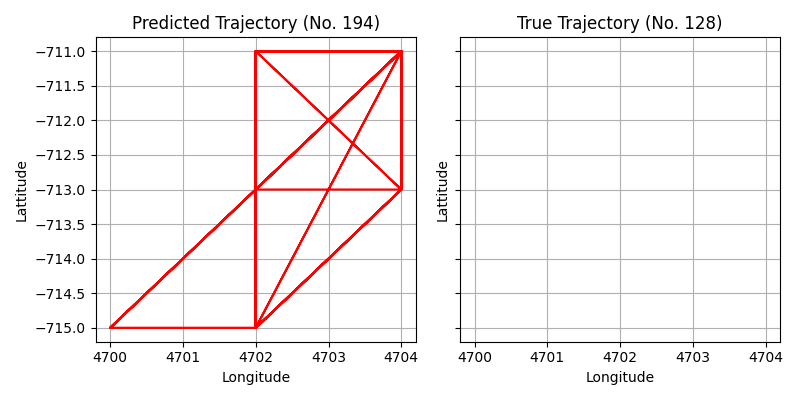 Predicted Trajectory (No. 194)
True Trajectory (No. 128)
−711.0
−711.5
−712.0
−712.5
−713.0
−713.5
−714.0
−714.5
−715.0
Lattitude
Lattitude
4700 4701 4702 4703 4704
4700 4701 4702 4703 4704
Longitude
Longitude